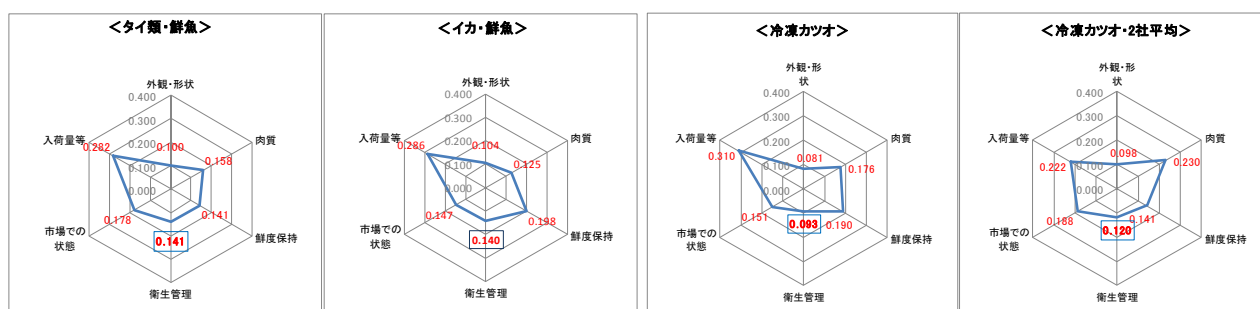 ＜タイ類・鮮魚＞
外観・形状
0.400
0.300
0.200
0.100
0.000
入荷量等
肉質
0.282
0.100
0.158
0.178
0.141
市場での
状態
鮮度保持
0.141
衛生管理
＜イカ・鮮魚＞
外観・形状
0.400
0.300
0.200
0.100
0.000
入荷量等
肉質
0.286
0.104
0.125
0.147
0.198
市場での
状態
鮮度保持
0.140
衛生管理
＜冷凍カツオ＞
外観・形
状
0.400
0.300
0.200
0.100
0.000
入荷量等
肉質
0.310
0.081
0.176
0.151
0.190
市場での
状態
鮮度保持
0.093
衛生管理
＜冷凍カツオ・2社平均＞
外観・形
状
0.400
0.300
0.200
0.100
0.000
入荷量等
肉質
0.222
0.098
0.230
0.188
0.141
市場での
状態
鮮度保持
0.120
衛生管理